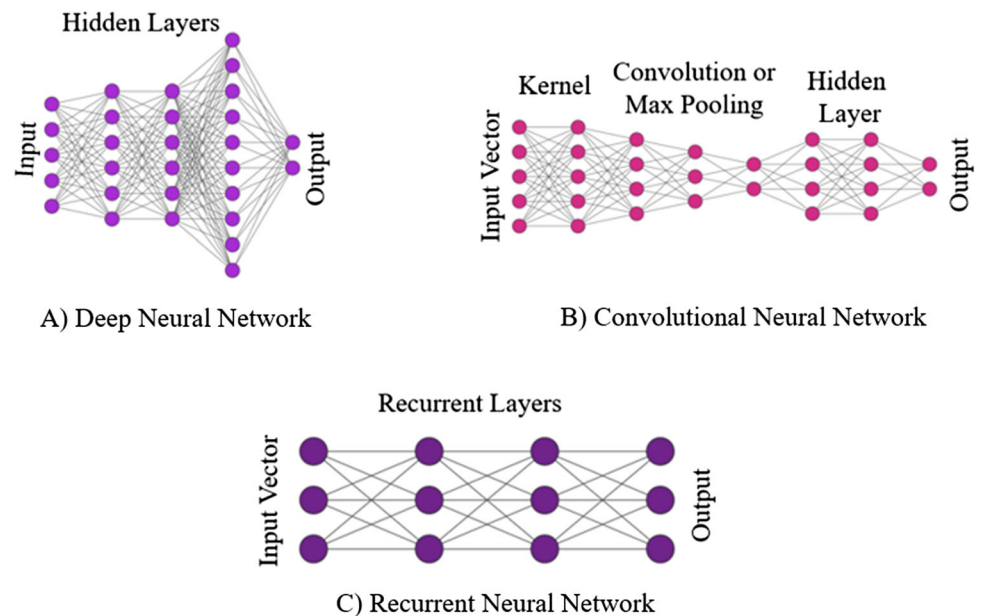 Hidden Layers
Input
Output
A) Deep Neural Network
Kernel
Convolution or
Max Pooling
Hidden
Layer
Input Vector
Output
B) Convolutional Neural Network
Recurrent Layers
Input Vector
Output
C) Recurrent Neural Network